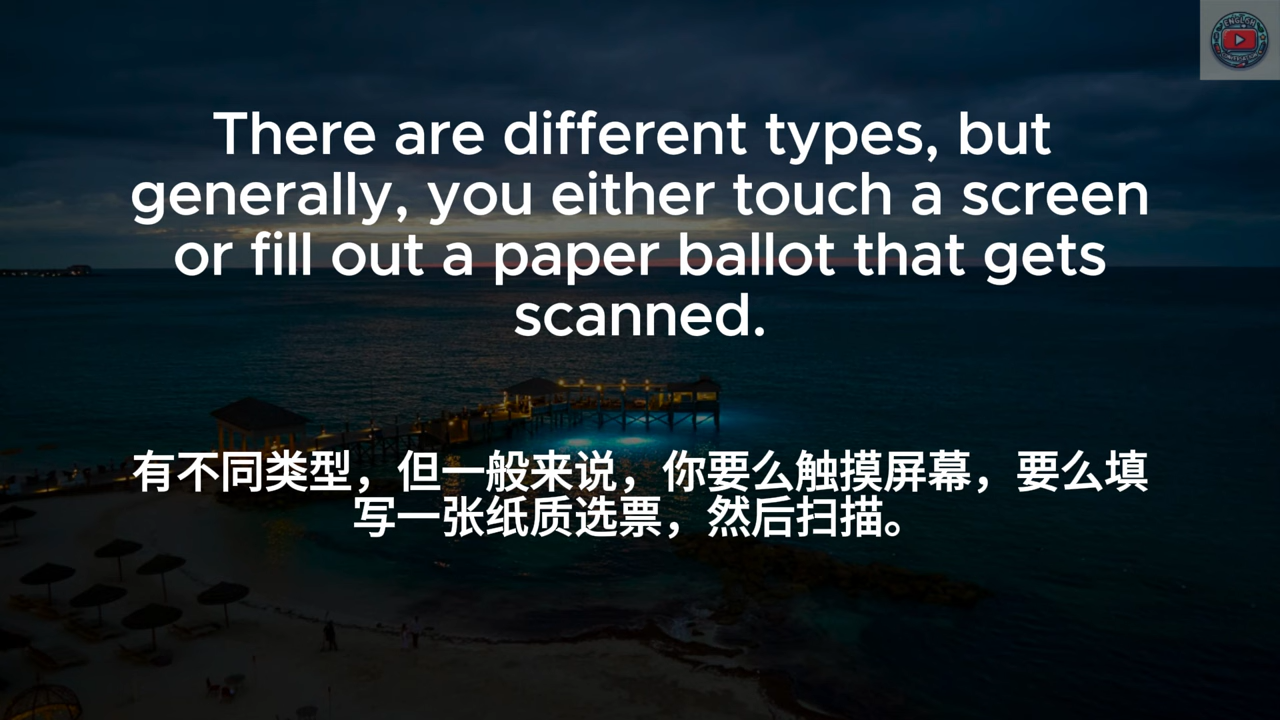 ENGLISH
CONVERSATION
There are different types, but
generally, you either touch a screen
or fill out a paper ballot that gets
scanned.
有不同类型，但一般来说，你要么触摸屏幕，要么填
写一张纸质选票，然后扫描。